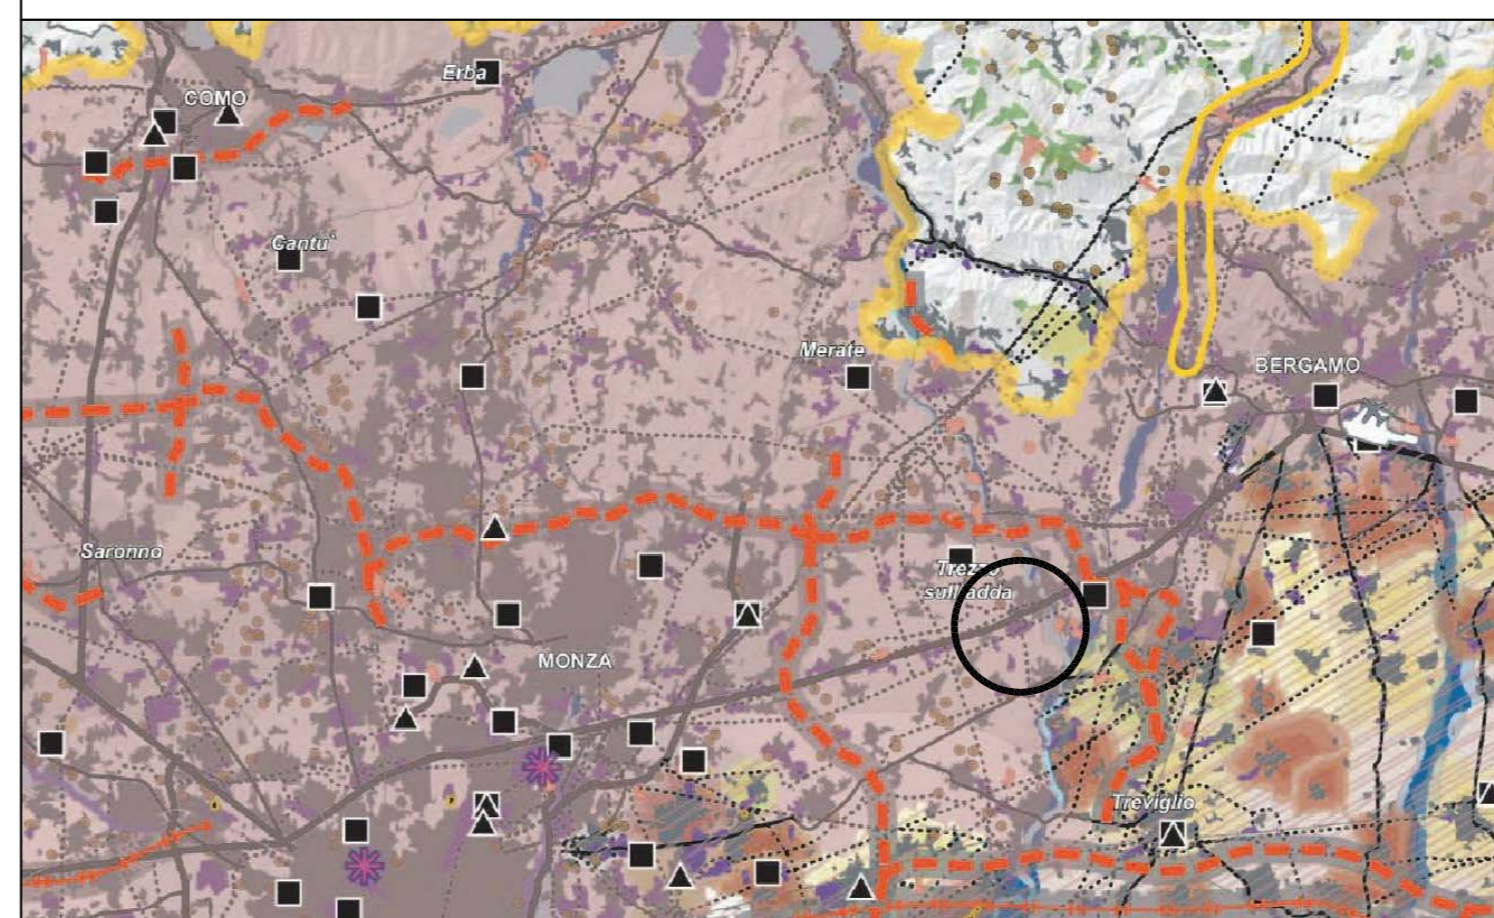 Erba
COMO
Cantu'
Merate
BERGAMO
Saronno
Trezzo
sull'adda
MONZA
Treviglio